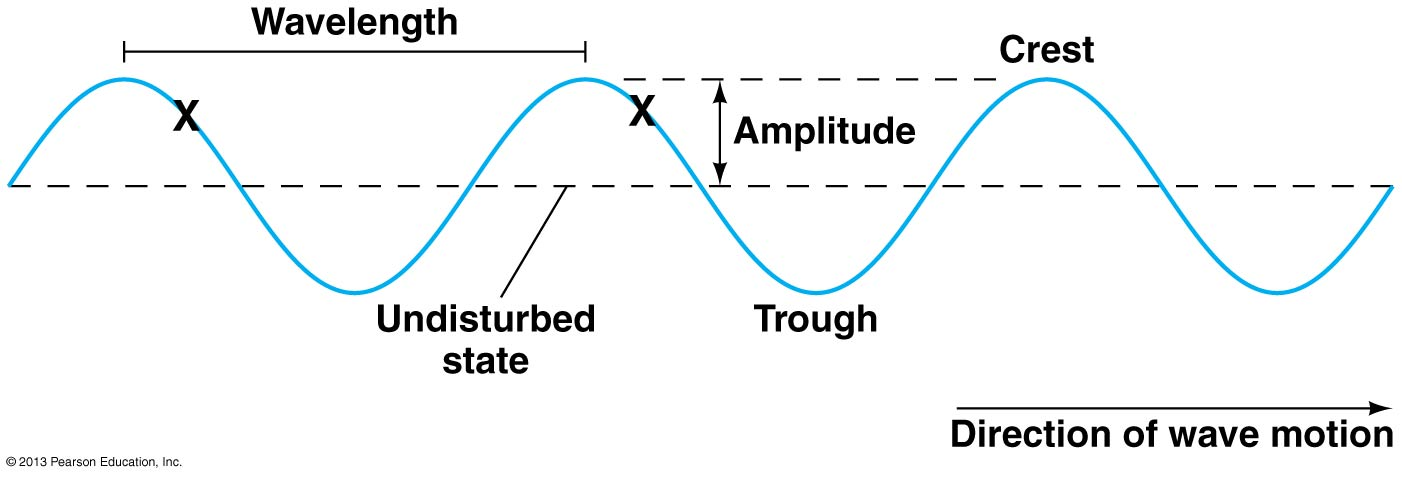 Wavelength
Crest
X
X
Amplitude
Undisturbed
state
Trough
Direction of wave motion
© 2013 Pearson Education, Inc.